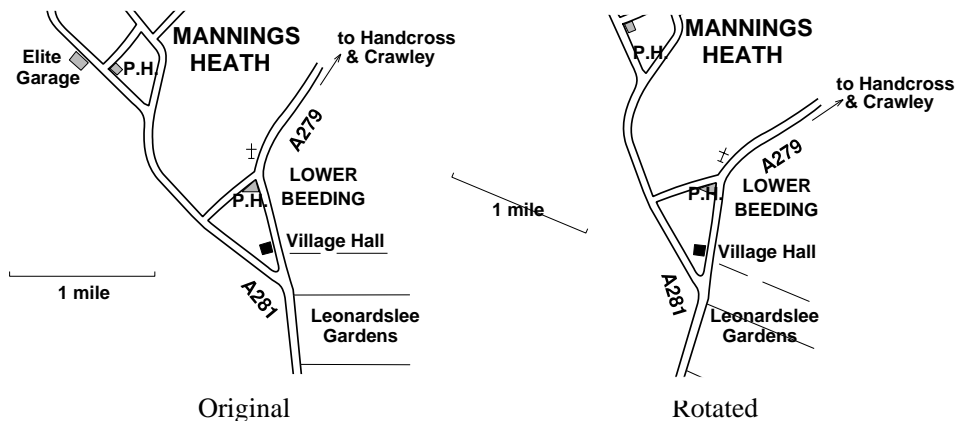 Elite
Garage
P.H.
MANNINGS
HEATH
to Handcross
& Crawley
A279
LOWER
BEEDING
P.H.
Village Hall
1 mile
A281
Leonardslee
Gardens
Original
P.H.
MANNINGS
HEATH
to Handcross
& Crawley
A279
LOWER
BEEDING
P.H.
1 mile
Village Hall
A281
Leonardslee
Gardens
Rotated